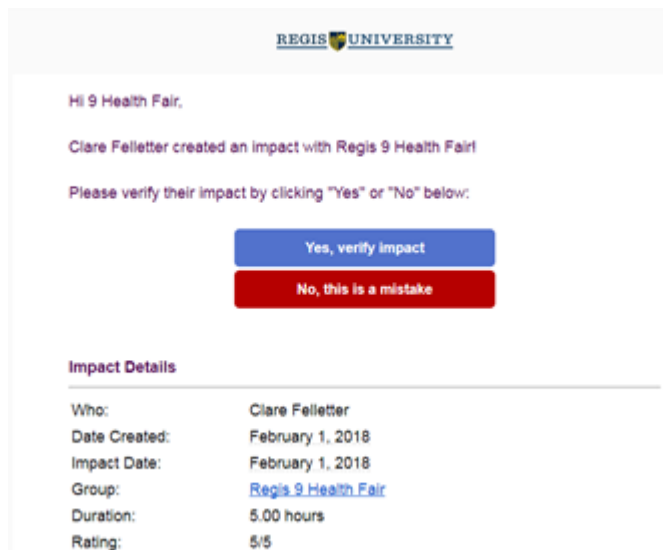 REGIS UNIVERSITY
Hi 9 Health Fair,
Clare Felletter created an impact with Regis 9 Health Fair!
Please verify their impact by clicking "Yes" or "No" below:
Yes, verify impact
No, this is a mistake
Impact Details
Who: Clare Felletter
Date Created: February 1, 2018
Impact Date: February 1, 2018
Group: Regis 9 Health Fair
Duration: 5.00 hours
Rating: 5/5